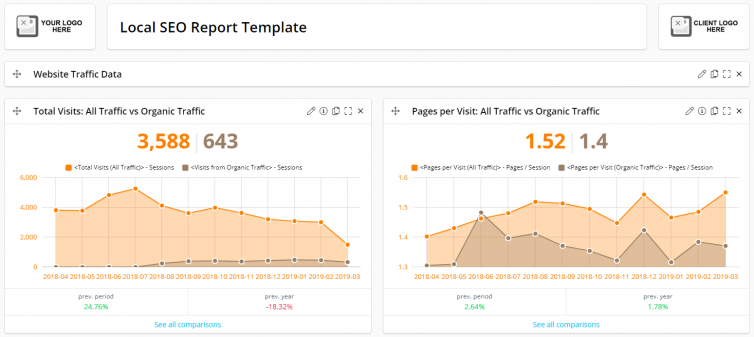 YOUR LOGO
HERE
Local SEO Report Template
CLIENT LOGO
HERE
Website Traffic Data
Total Visits: All Traffic vs Organic Traffic
3,588 643
<Total Visits (All Traffic)> - Sessions <Visits from Organic Traffic> - Sessions
6,000
4,000
2,000
0
2018-04 2018-05 2018-06 2018-07 2018-08 2018-09 2018-10 2018-11 2018-12 2019-01 2019-02 2019-03
prev. period prev. year
24.76% -18.32%
See all comparisons
Pages per Visit: All Traffic vs Organic Traffic
1.52 1.4
<Pages per Visit (All Traffic)> - Pages / Session <Pages per Visit (Organic Traffic)> - Pages / Session
1.6
1.5
1.4
1.3
2018-04 2018-05 2018-06 2018-07 2018-08 2018-09 2018-10 2018-11 2018-12 2019-01 2019-02 2019-03
prev. period prev. year
2.64% 1.78%
See all comparisons